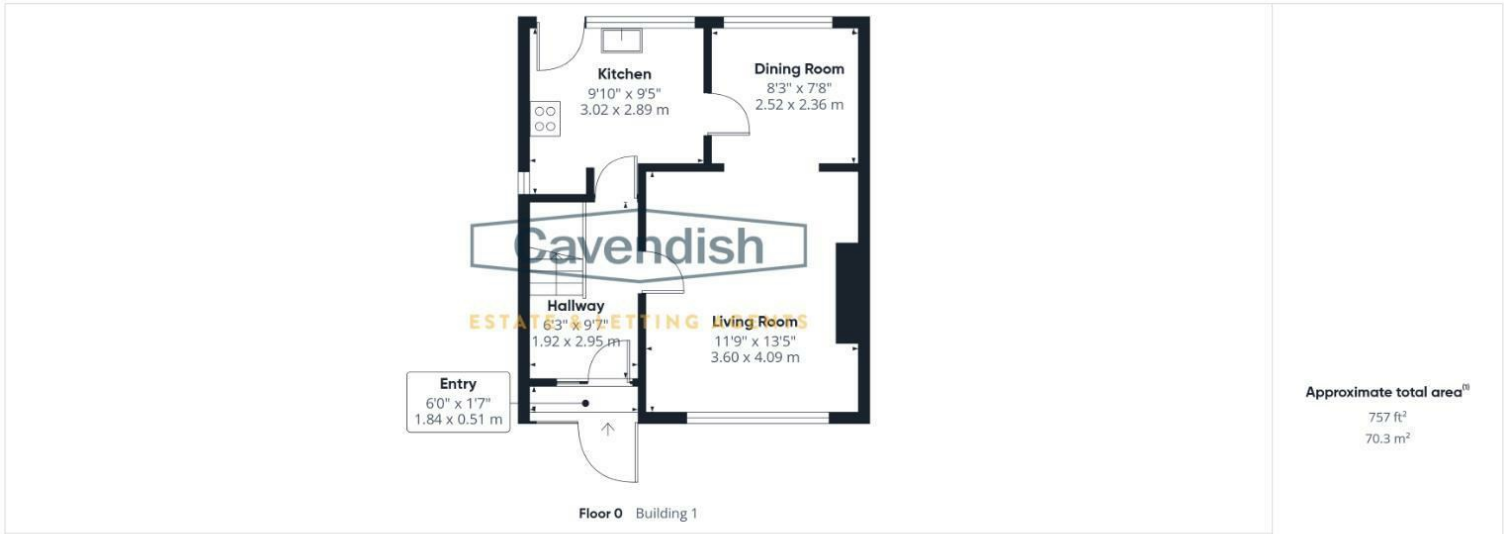 Kitchen
9'10" x 9'5"
3.02 x 2.89 m
Dining Room
8'3" x 7'8"
2.52 x 2.36 m
Cavendish
ESTATE & LETTING AGENTS
Hallway
6'3" x 9'7"
1.92 x 2.95 m
Living Room
11'9" x 13'5"
3.60 x 4.09 m
Entry
6'0" x 1'7"
1.84 x 0.51 m
Floor 0 Building 1
Approximate total area⁽¹⁾
757 ft²
70.3 m²